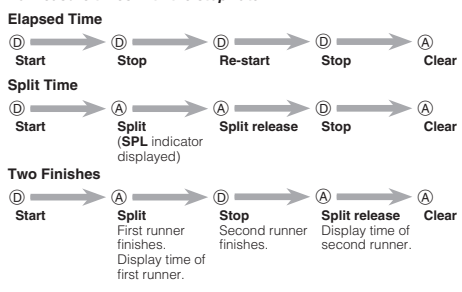 Elapsed Time
Ⓓ Ⓓ Ⓓ Ⓓ Ⓐ
Start Stop Re-start Stop Clear
Split Time
Ⓓ Ⓐ Ⓐ Ⓓ Ⓐ
Start Split Split release Stop Clear
(SPL indicator
displayed)
Two Finishes
Ⓓ Ⓐ Ⓓ Ⓐ Ⓐ
Start Split Stop Split release Clear
First runner Second runner Display time of
finishes. finishes. second runner.
Display time of
first runner.